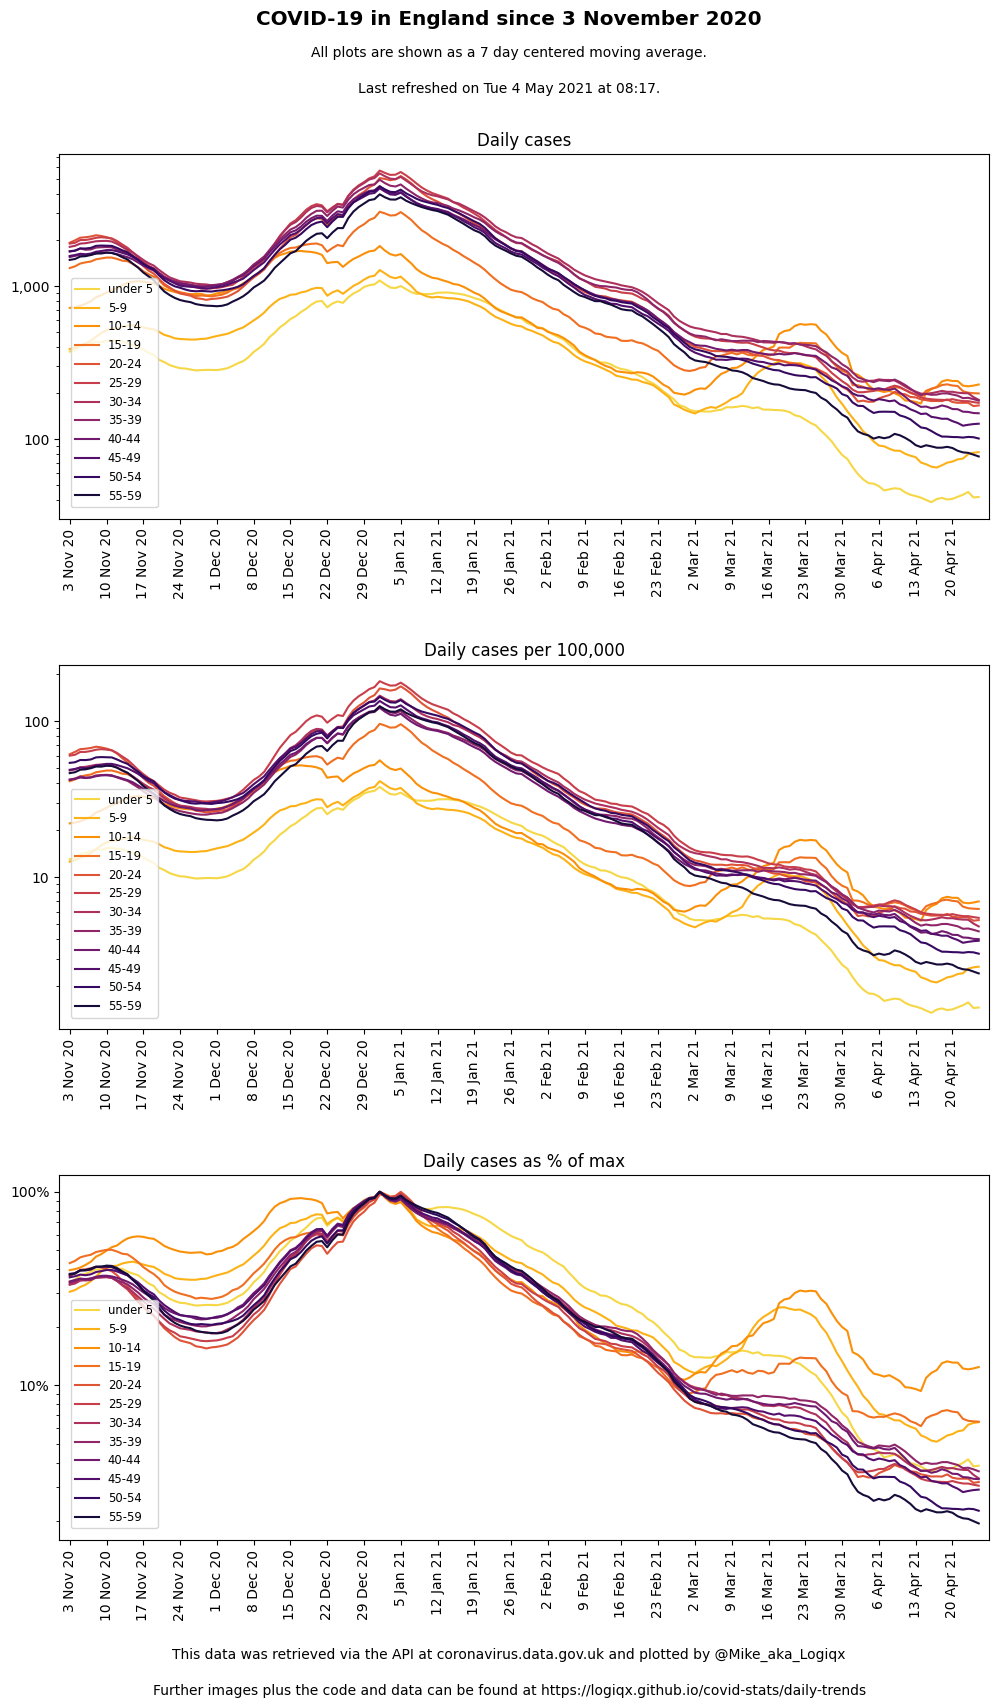 COVID-19 in England since 3 November 2020
All plots are shown as a 7 day centered moving average.
Last refreshed on Tue 4 May 2021 at 08:17.
Daily cases
1,000
100
under 5
5-9
10-14
15-19
20-24
25-29
30-34
35-39
40-44
45-49
50-54
55-59
3 Nov 20
10 Nov 20
17 Nov 20
24 Nov 20
1 Dec 20
8 Dec 20
15 Dec 20
22 Dec 20
29 Dec 20
5 Jan 21
12 Jan 21
19 Jan 21
26 Jan 21
2 Feb 21
9 Feb 21
16 Feb 21
23 Feb 21
2 Mar 21
9 Mar 21
16 Mar 21
23 Mar 21
30 Mar 21
6 Apr 21
13 Apr 21
20 Apr 21
Daily cases per 100,000
100
10
under 5
5-9
10-14
15-19
20-24
25-29
30-34
35-39
40-44
45-49
50-54
55-59
3 Nov 20
10 Nov 20
17 Nov 20
24 Nov 20
1 Dec 20
8 Dec 20
15 Dec 20
22 Dec 20
29 Dec 20
5 Jan 21
12 Jan 21
19 Jan 21
26 Jan 21
2 Feb 21
9 Feb 21
16 Feb 21
23 Feb 21
2 Mar 21
9 Mar 21
16 Mar 21
23 Mar 21
30 Mar 21
6 Apr 21
13 Apr 21
20 Apr 21
Daily cases as % of max
100%
10%
under 5
5-9
10-14
15-19
20-24
25-29
30-34
35-39
40-44
45-49
50-54
55-59
3 Nov 20
10 Nov 20
17 Nov 20
24 Nov 20
1 Dec 20
8 Dec 20
15 Dec 20
22 Dec 20
29 Dec 20
5 Jan 21
12 Jan 21
19 Jan 21
26 Jan 21
2 Feb 21
9 Feb 21
16 Feb 21
23 Feb 21
2 Mar 21
9 Mar 21
16 Mar 21
23 Mar 21
30 Mar 21
6 Apr 21
13 Apr 21
20 Apr 21
This data was retrieved via the API at coronavirus.data.gov.uk and plotted by @Mike_aka_Logiqx
Further images plus the code and data can be found at https://logiqx.github.io/covid-stats/daily-trends